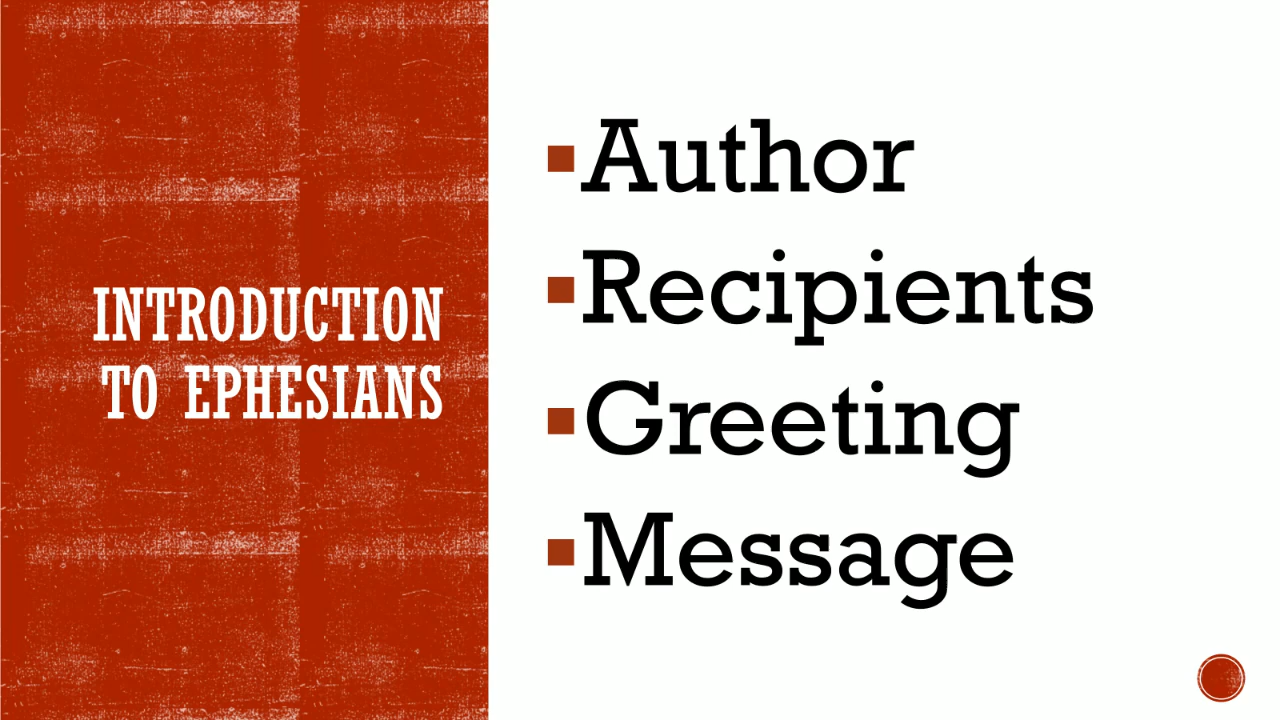 INTRODUCTION
TO EPHESIANS
▪Author
▪Recipients
▪Greeting
▪Message